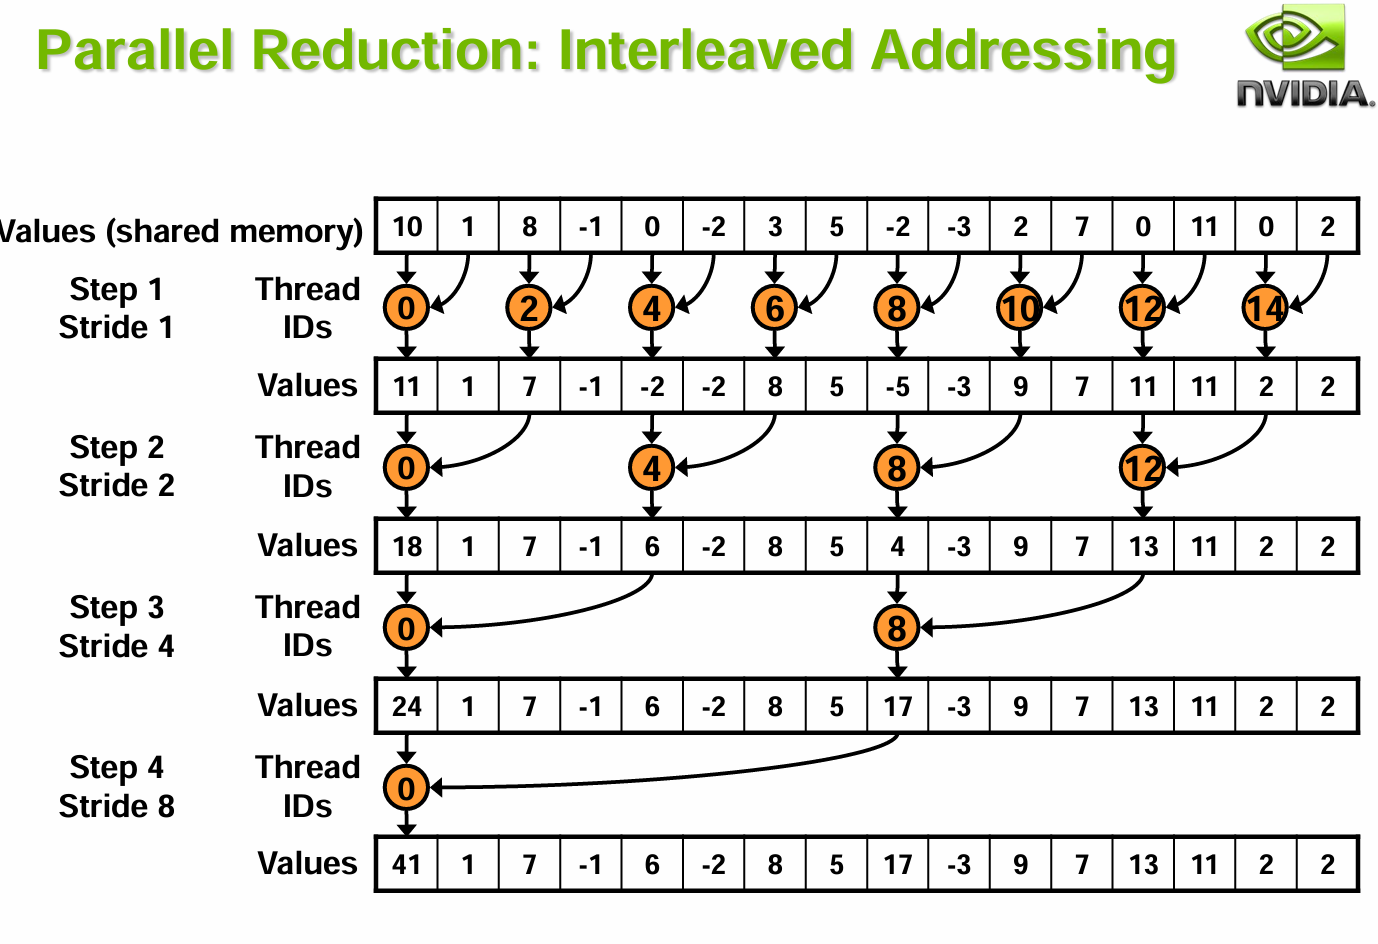 Parallel Reduction: Interleaved Addressing
NVIDIA.
Values (shared memory) 10 1 8 -1 0 -2 3 5 -2 -3 2 7 0 11 0 2
Step 1 Thread
Stride 1 IDs
0 2 4 6 8 10 12 14
Values 11 1 7 -1 -2 -2 8 5 -5 -3 9 7 11 11 2 2
Step 2 Thread
Stride 2 IDs
0 4 8 12
Values 18 1 7 -1 6 -2 8 5 4 -3 9 7 13 11 2 2
Step 3 Thread
Stride 4 IDs
0 8
Values 24 1 7 -1 6 -2 8 5 17 -3 9 7 13 11 2 2
Step 4 Thread
Stride 8 IDs
0
Values 41 1 7 -1 6 -2 8 5 17 -3 9 7 13 11 2 2